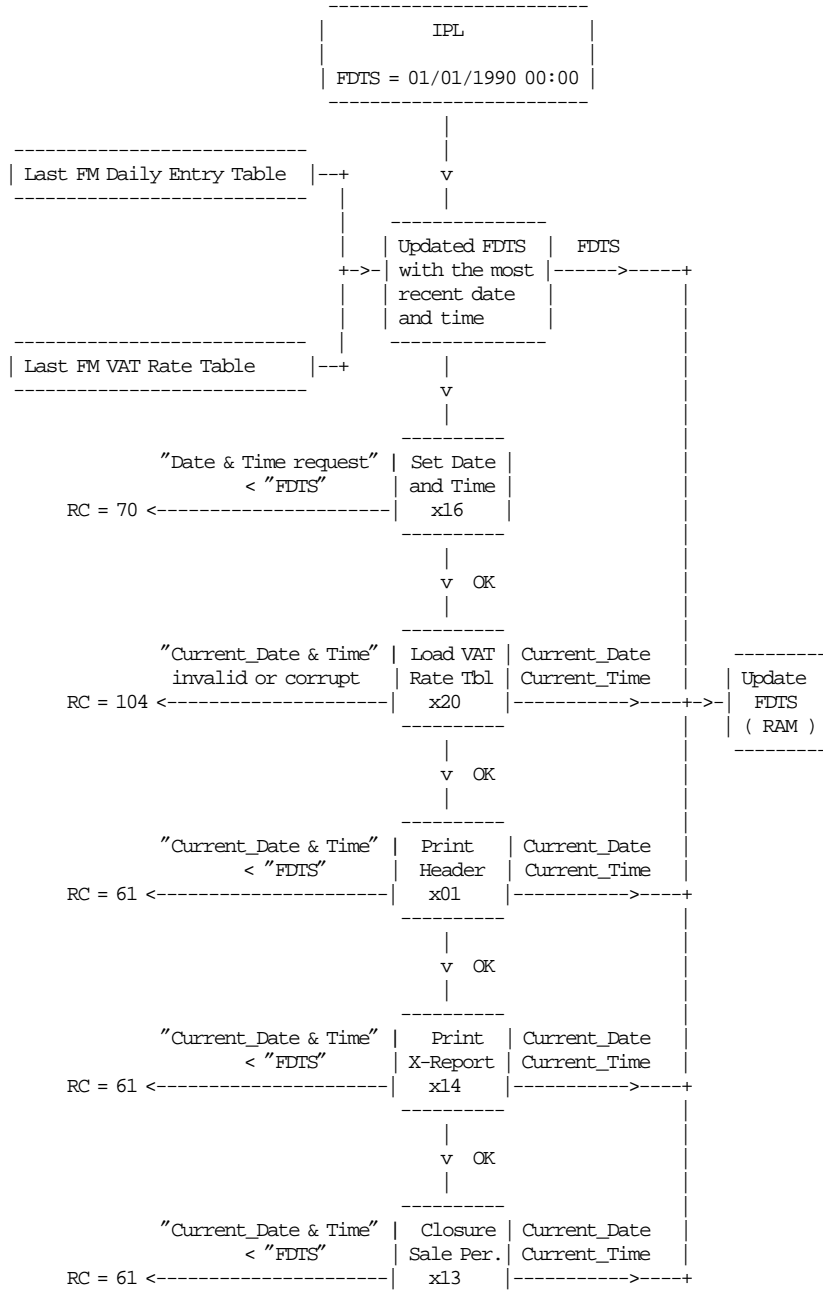 IPL
FDTS = 01/01/1990 00:00
Last FM Daily Entry Table
Updated FDTS
with the most
recent date
and time
FDTS
Last FM VAT Rate Table
"Date & Time request"
< "FDTS"
RC = 70
Set Date
and Time
x16
OK
"Current_Date & Time"
invalid or corrupt
RC = 104
Load VAT
Rate Tbl
x20
Current_Date
Current_Time
Update
FDTS
( RAM )
OK
"Current_Date & Time"
< "FDTS"
RC = 61
Print
Header
x01
Current_Date
Current_Time
OK
"Current_Date & Time"
< "FDTS"
RC = 61
Print
X-Report
x14
Current_Date
Current_Time
OK
"Current_Date & Time"
< "FDTS"
RC = 61
Closure
Sale Per.
x13
Current_Date
Current_Time